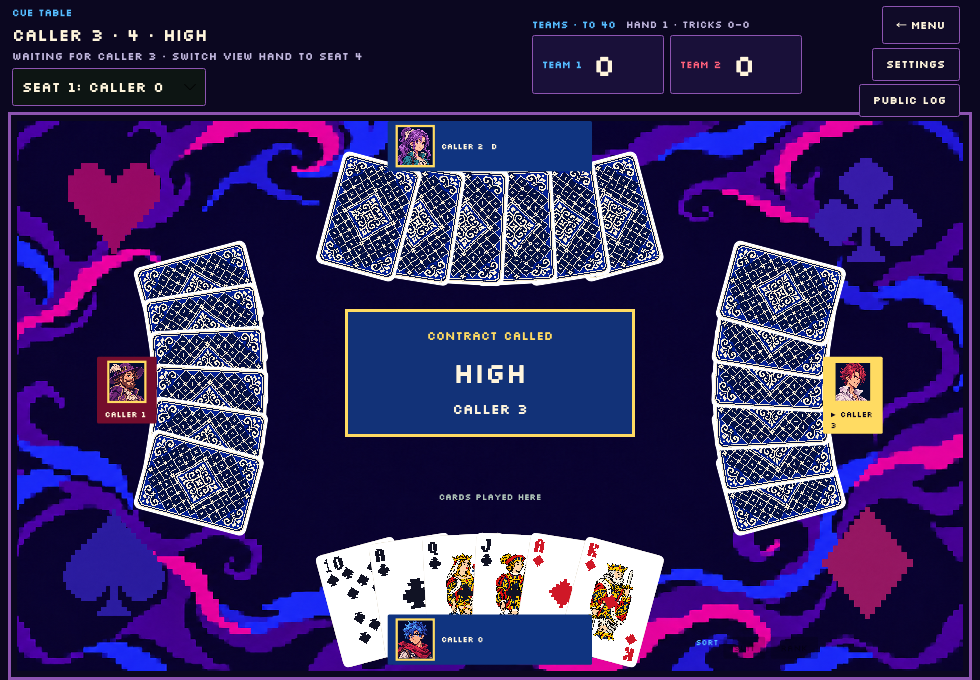 CUE TABLE
CALLER 3 · 4 · HIGH
WAITING FOR CALLER 3 · SWITCH VIEW HAND TO SEAT 4
SEAT 1: CALLER 0
TEAMS · TO 40 HAND 1 · TRICKS 0-0
TEAM 1 0
TEAM 2 0
← MENU
SETTINGS
PUBLIC LOG
CALLER 2 D
CALLER 1
▶ CALLER
3
CONTRACT CALLED
HIGH
CALLER 3
CARDS PLAYED HERE
10 A Q J A K
CALLER 0
SORT
K